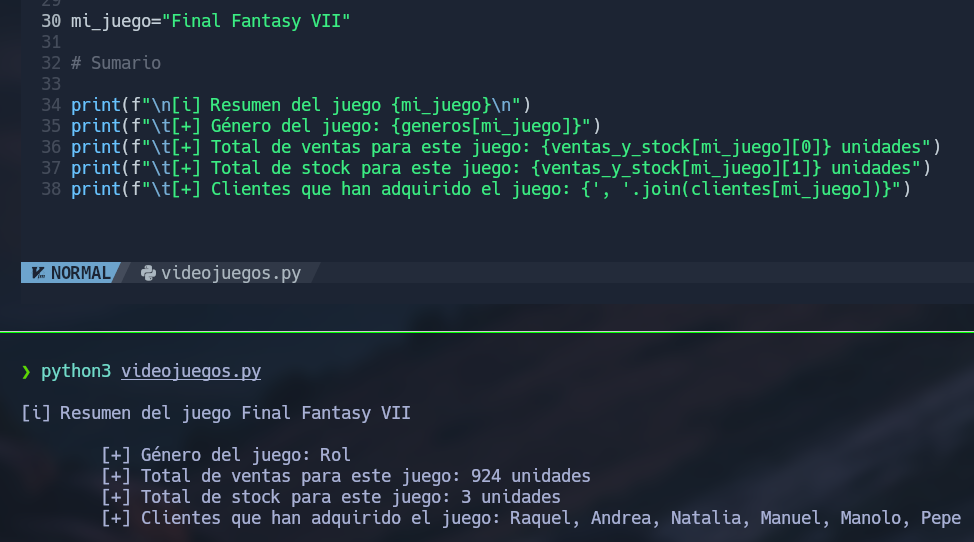 29
30 mi_juego="Final Fantasy VII"
31
32 # Sumario
33
34 print(f"\n[i] Resumen del juego {mi_juego}\n")
35 print(f"\t[+] Género del juego: {generos[mi_juego]}")
36 print(f"\t[+] Total de ventas para este juego: {ventas_y_stock[mi_juego][0]} unidades")
37 print(f"\t[+] Total de stock para este juego: {ventas_y_stock[mi_juego][1]} unidades")
38 print(f"\t[+] Clientes que han adquirido el juego: {', '.join(clientes[mi_juego])}")
NORMAL videojuegos.py
❯ python3 videojuegos.py
[i] Resumen del juego Final Fantasy VII
[+] Género del juego: Rol
[+] Total de ventas para este juego: 924 unidades
[+] Total de stock para este juego: 3 unidades
[+] Clientes que han adquirido el juego: Raquel, Andrea, Natalia, Manuel, Manolo, Pepe